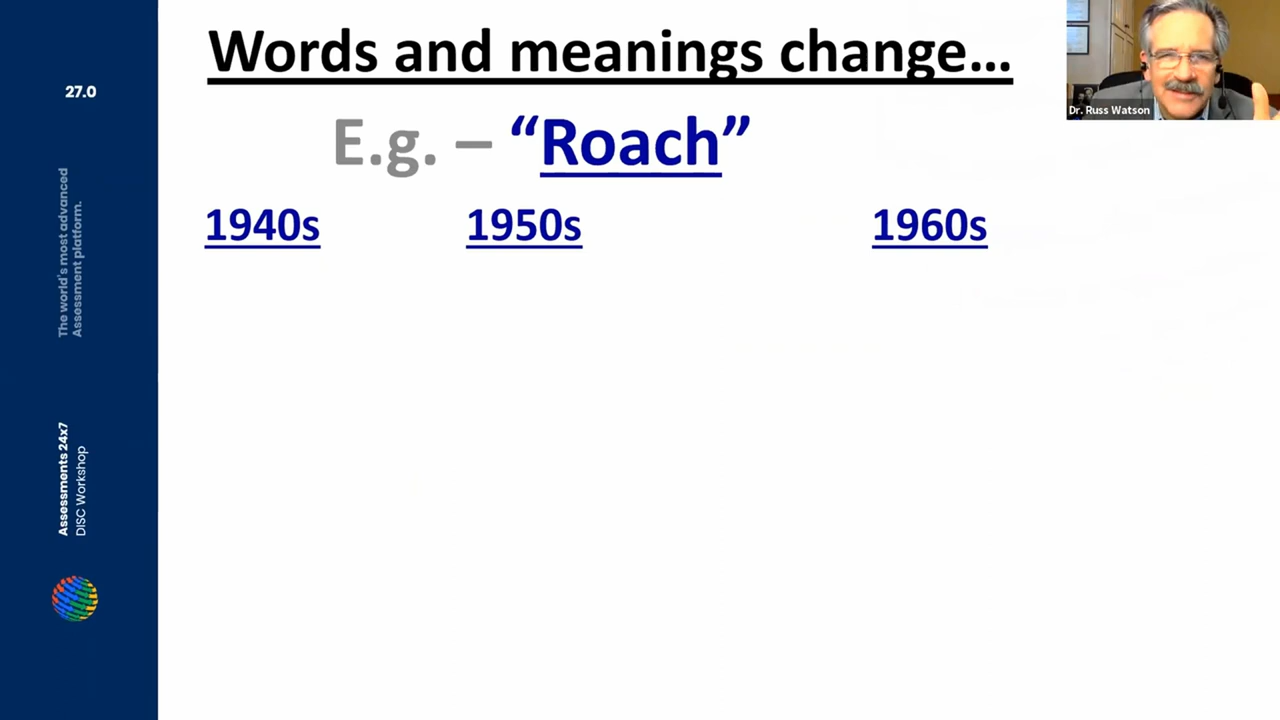 27.0
The world's most advanced
Assessment platform.
Assessments 24x7
DISC Workshop
Words and meanings change…
E.g. – “Roach”
1940s 1950s 1960s
Dr. Russ Watson